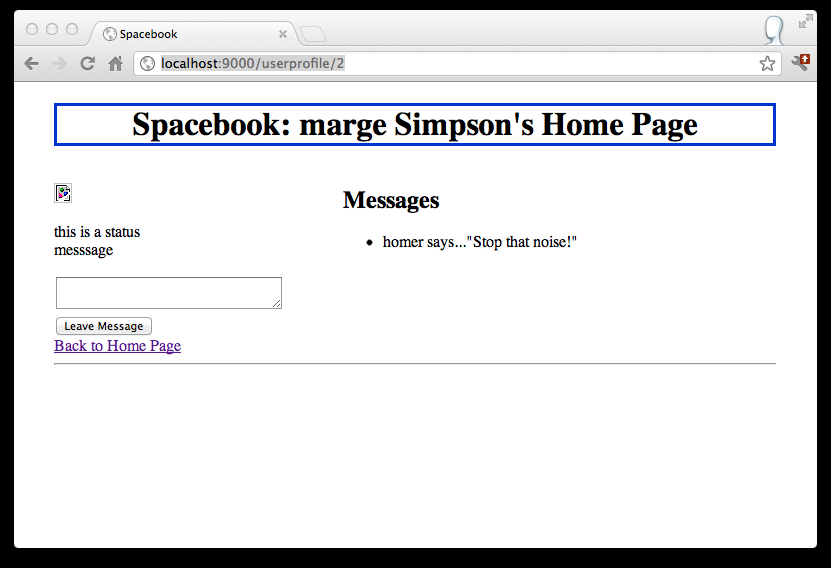 Spacebook
localhost:9000/userprofile/2
Spacebook: marge Simpson's Home Page
this is a status
messsage
Leave Message
Back to Home Page
Messages
• homer says..."Stop that noise!"